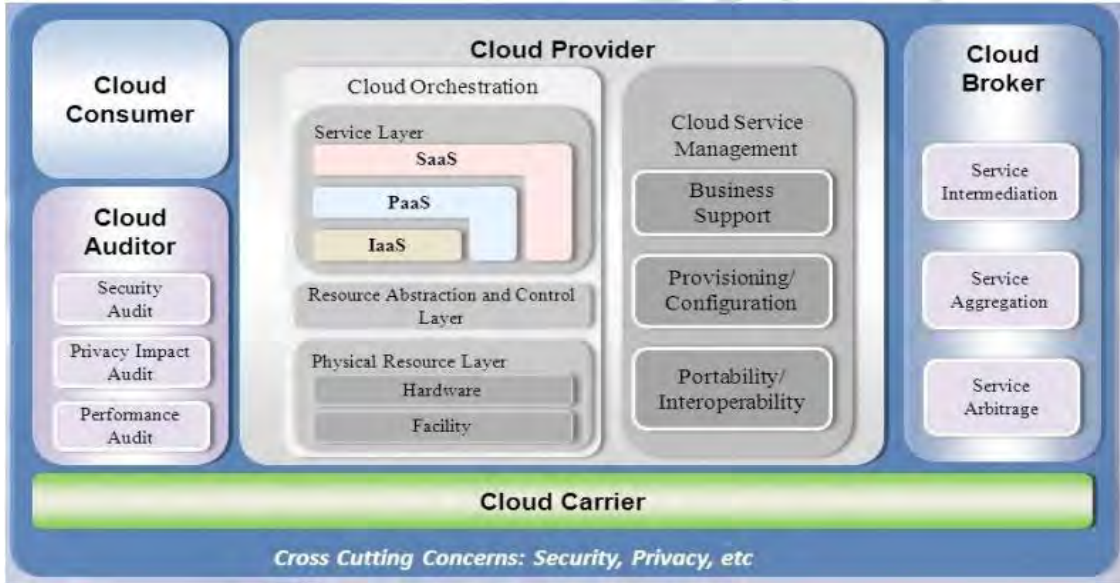 Cloud
Consumer
Cloud
Auditor
Security
Audit
Privacy Impact
Audit
Performance
Audit
Cloud Provider
Cloud Orchestration
Service Layer
SaaS
PaaS
IaaS
Resource Abstraction and Control
Layer
Physical Resource Layer
Hardware
Facility
Cloud Service
Management
Business
Support
Provisioning/
Configuration
Portability/
Interoperability
Cloud
Broker
Service
Intermediation
Service
Aggregation
Service
Arbitrage
Cloud Carrier
Cross Cutting Concerns: Security, Privacy, etc